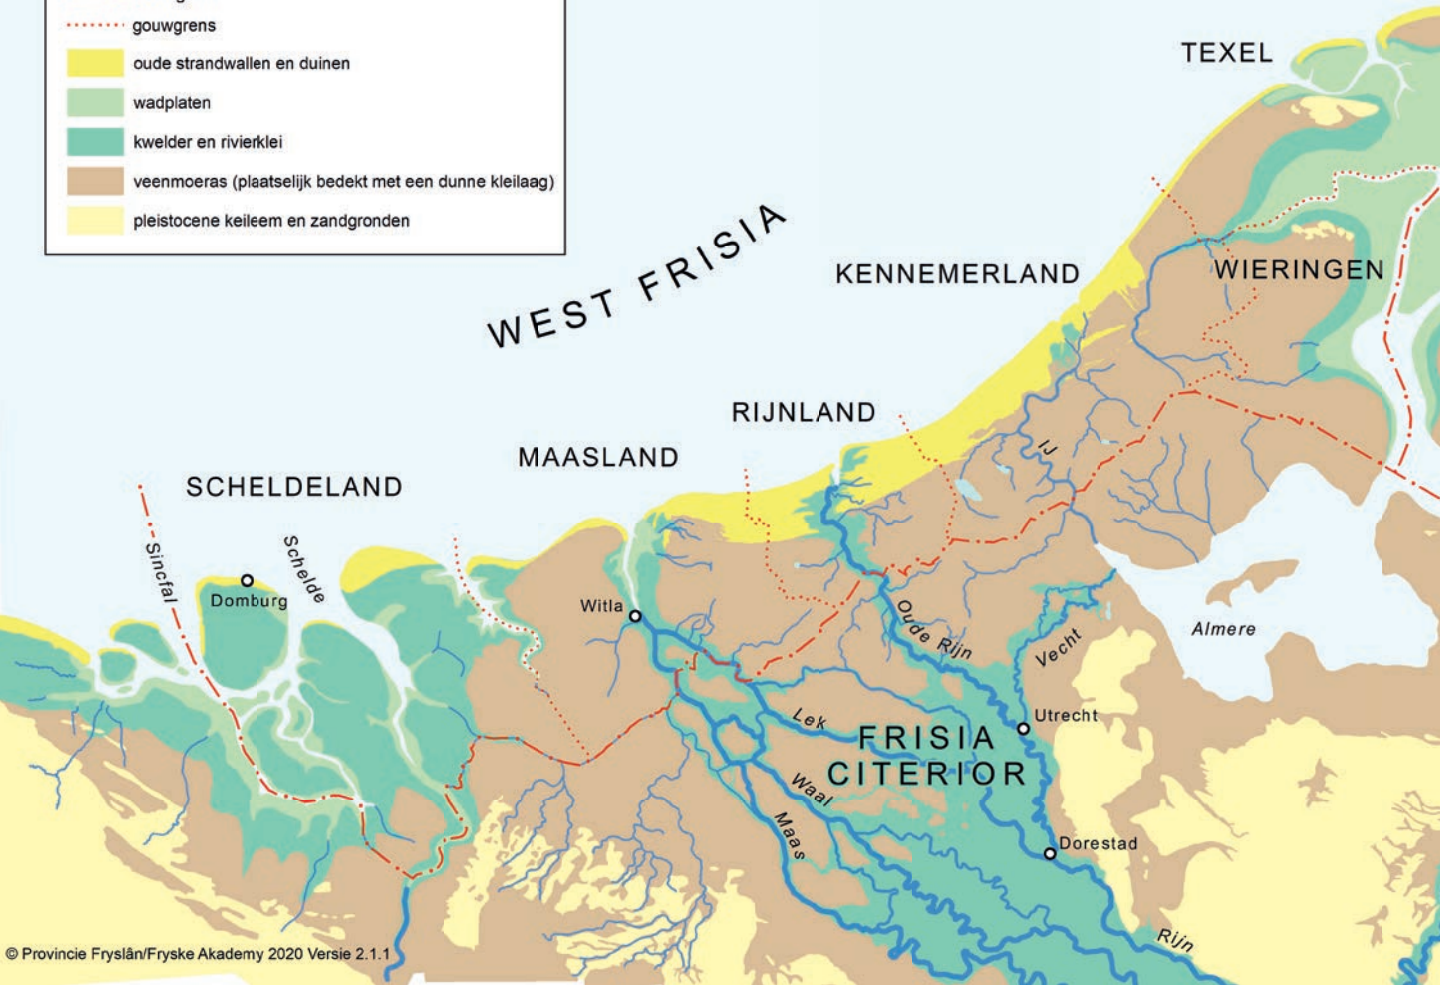 gouwgrens
oude strandwallen en duinen
wadplaten
kwelder en rivierklei
veenmoeras (plaatselijk bedekt met een dunne kleilaag)
pleistocene keileem en zandgronden
TEXEL
WEST FRISIA
KENNEMERLAND
WIERINGEN
RIJNLAND
MAASLAND
SCHELDELAND
IJ
Sincfal
Schelde
Domburg
Witla
Oude Rijn
Vecht
Almere
Utrecht
Lek
FRISIA
CITERIOR
Waal
Maas
Dorestad
Rijn
© Provincie Fryslân/Fryske Akademy 2020 Versie 2.1.1